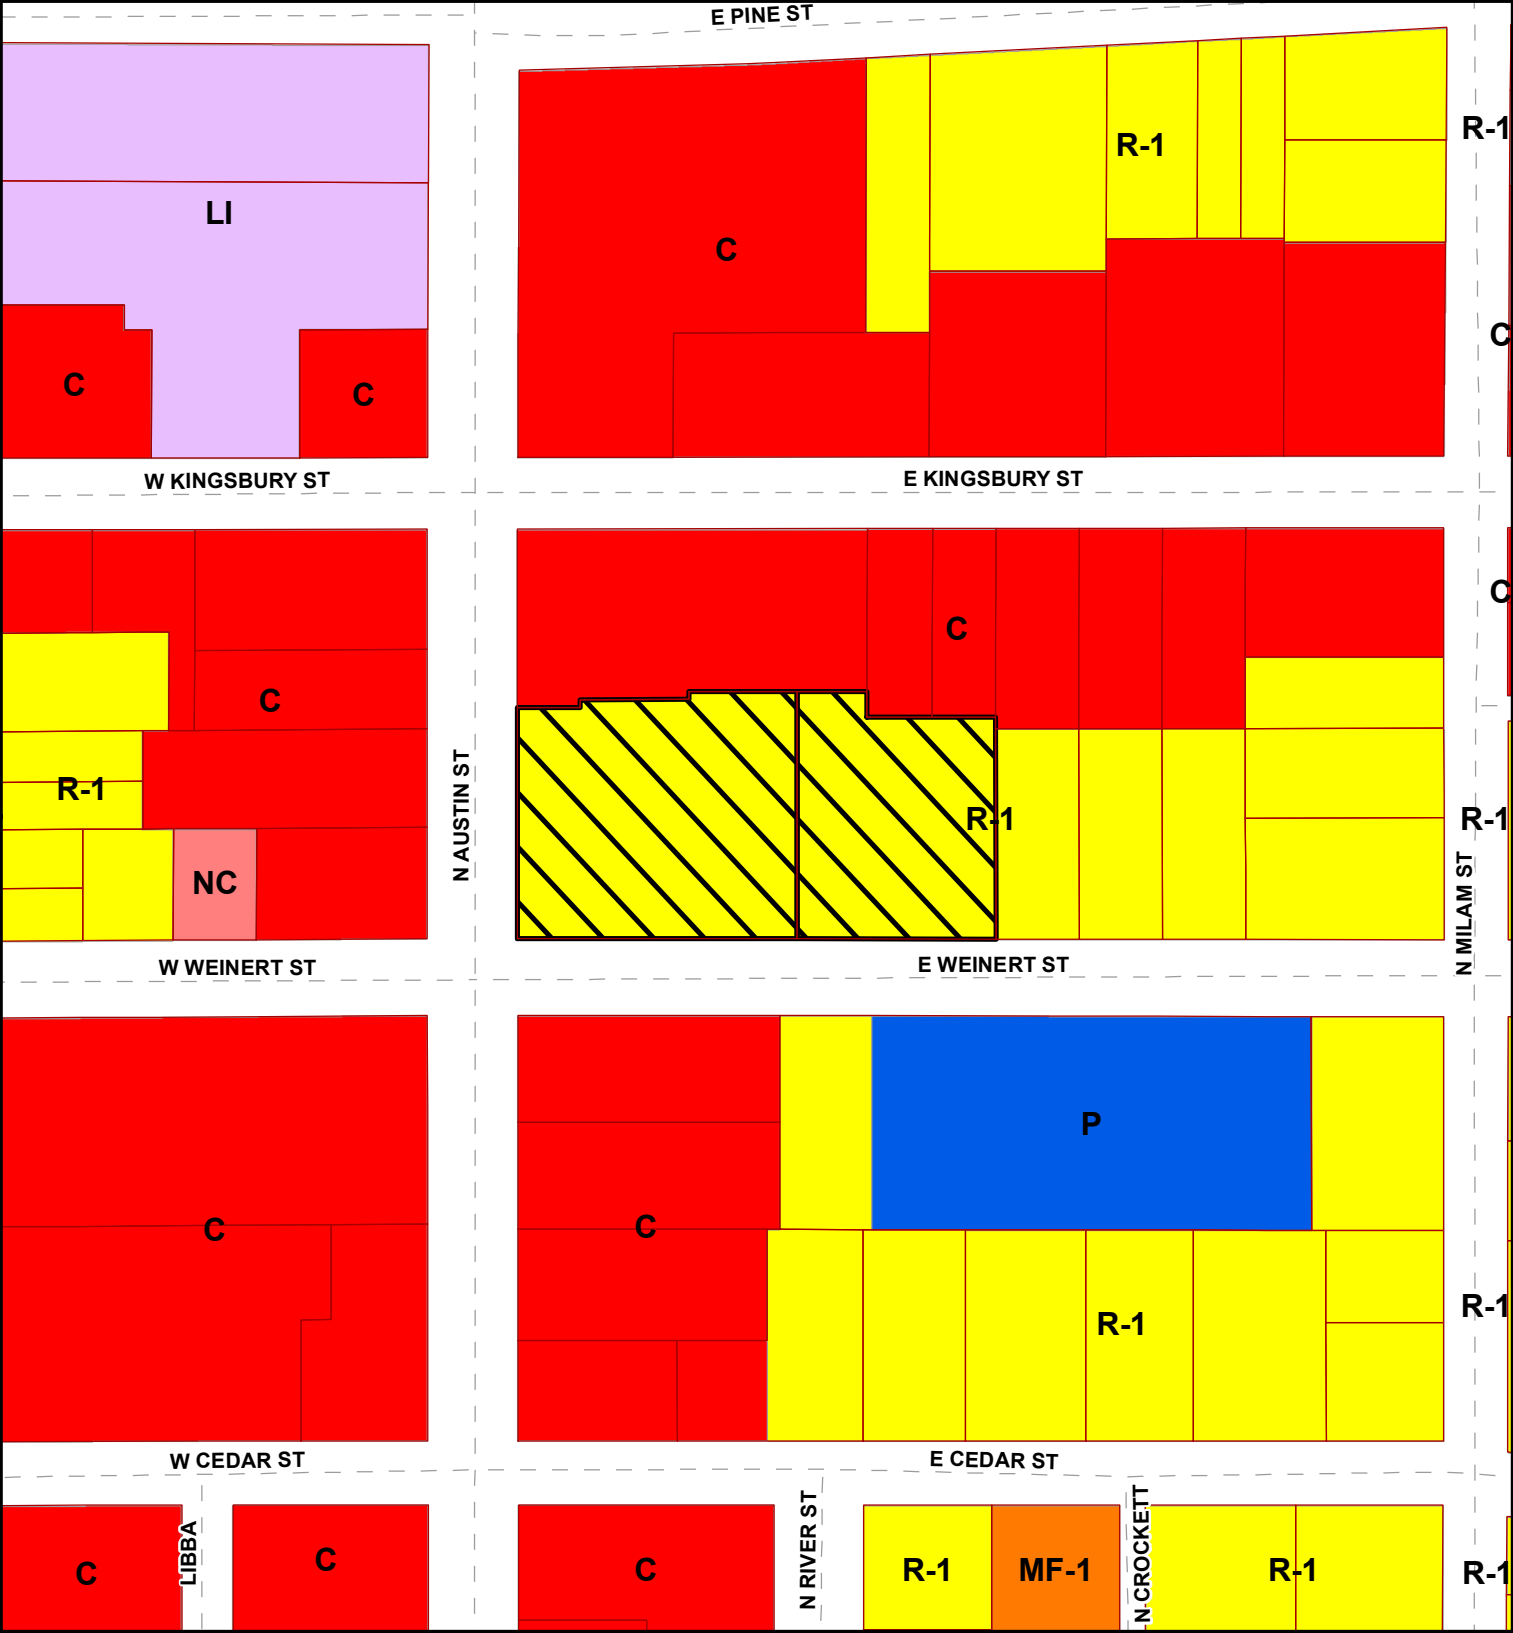 E PINE ST
R-1
R-1
LI
C
C
C
C
W KINGSBURY ST
E KINGSBURY ST
C
C
C
R-1
N AUSTIN ST
R-1
R-1
NC
N MILAM ST
W WEINERT ST
E WEINERT ST
P
C
C
R-1
R-1
W CEDAR ST
E CEDAR ST
LIBBA
N RIVER ST
N CROCKETT
C
C
C
R-1
MF-1
R-1
R-1